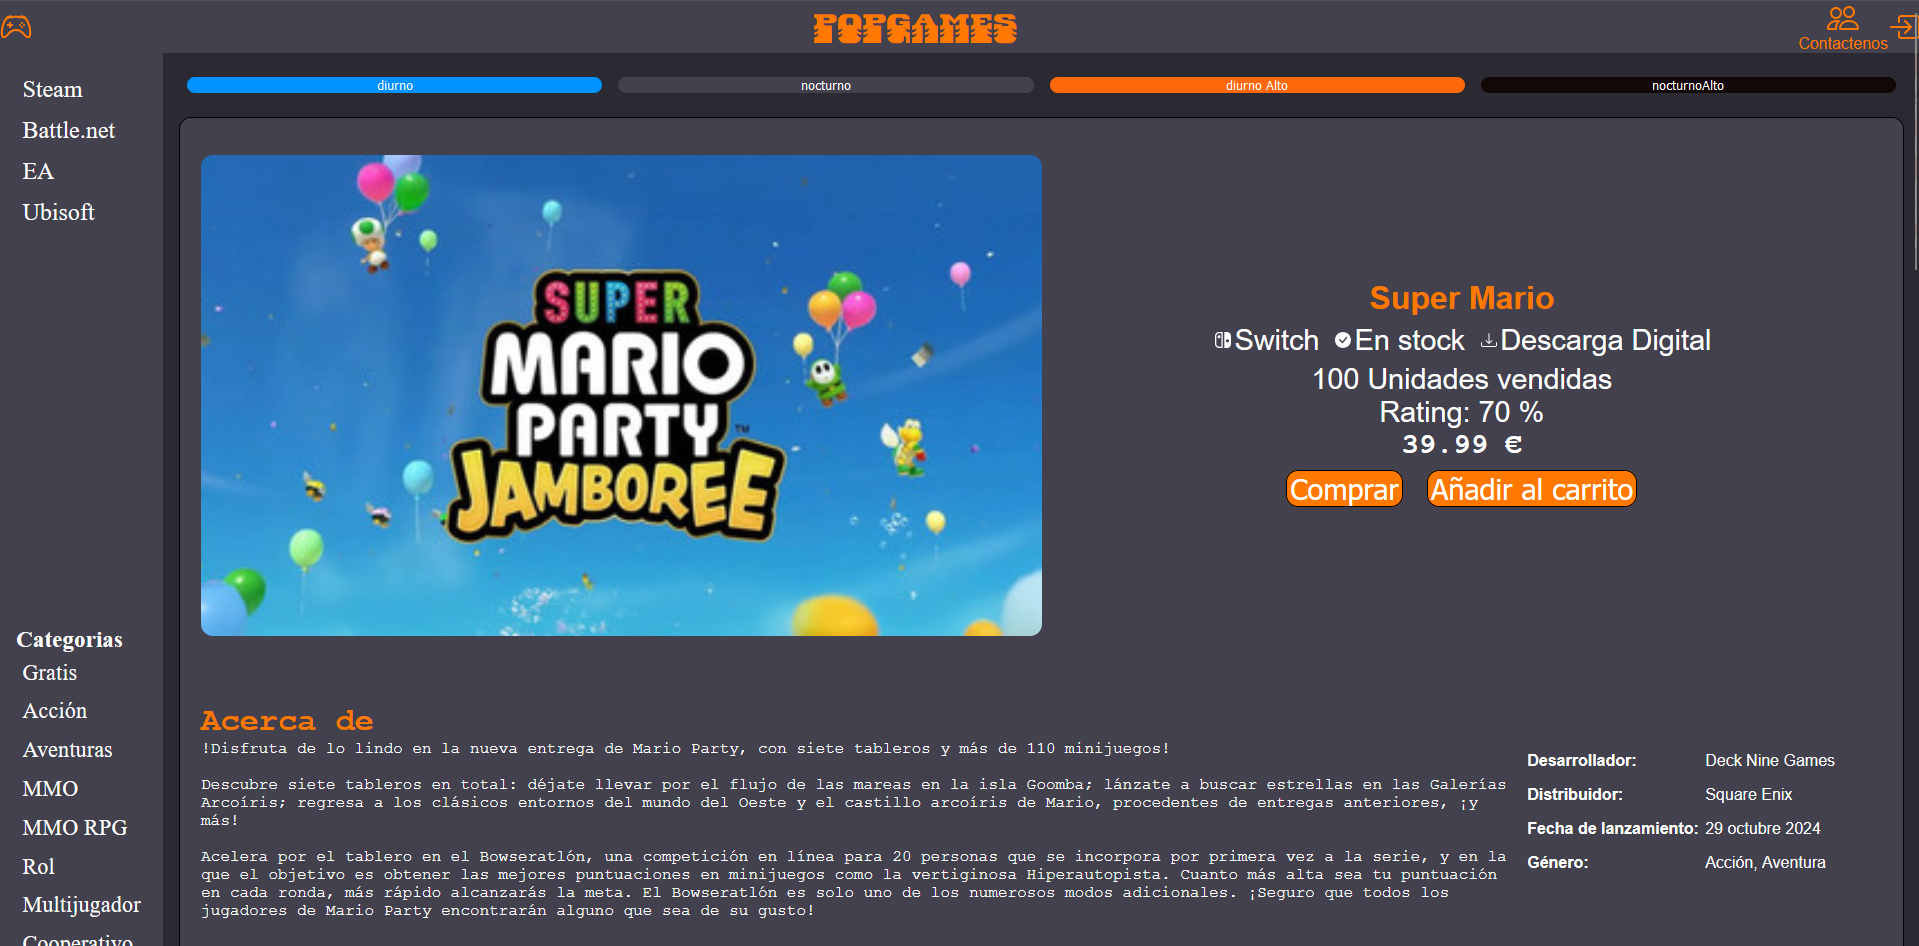 POPGAMES
Contactenos
Steam
Battle.net
EA
Ubisoft
Categorias
Gratis
Acción
Aventuras
MMO
MMO RPG
Rol
Multijugador
Cooperativo
diurno
nocturno
diurno Alto
nocturnoAlto
SUPER
MARIO
PARTY™
JAMBOREE
Super Mario
Switch En stock Descarga Digital
100 Unidades vendidas
Rating: 70 %
39.99 €
Comprar Añadir al carrito
Acerca de
!Disfruta de lo lindo en la nueva entrega de Mario Party, con siete tableros y más de 110 minijuegos!
Descubre siete tableros en total: déjate llevar por el flujo de las mareas en la isla Goomba; lánzate a buscar estrellas en las Galerías
Arcoíris; regresa a los clásicos entornos del mundo del Oeste y el castillo arcoíris de Mario, procedentes de entregas anteriores, ¡y
más!
Acelera por el tablero en el Bowseratlón, una competición en línea para 20 personas que se incorpora por primera vez a la serie, y en la
que el objetivo es obtener las mejores puntuaciones en minijuegos como la vertiginosa Hiperautopista. Cuanto más alta sea tu puntuación
en cada ronda, más rápido alcanzarás la meta. El Bowseratlón es solo uno de los numerosos modos adicionales. ¡Seguro que todos los
jugadores de Mario Party encontrarán alguno que sea de su gusto!
Desarrollador: Deck Nine Games
Distribuidor: Square Enix
Fecha de lanzamiento: 29 octubre 2024
Género: Acción, Aventura